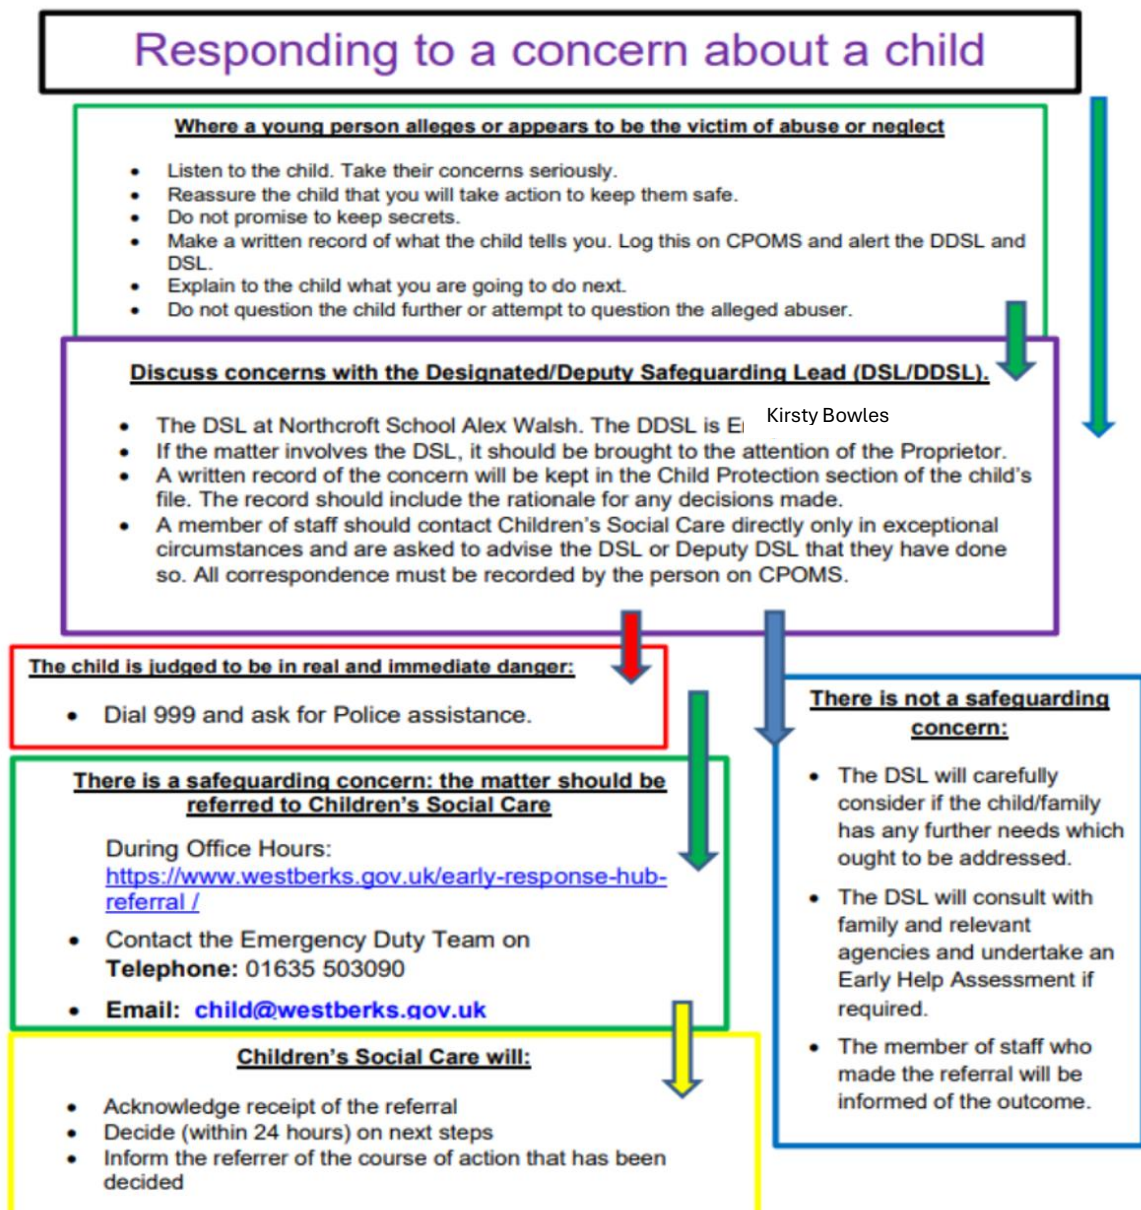 Responding to a concern about a child
Where a young person alleges or appears to be the victim of abuse or neglect
• Listen to the child. Take their concerns seriously.
• Reassure the child that you will take action to keep them safe.
• Do not promise to keep secrets.
• Make a written record of what the child tells you. Log this on CPOMS and alert the DDSL and
DSL.
• Explain to the child what you are going to do next.
• Do not question the child further or attempt to question the alleged abuser.
Discuss concerns with the Designated/Deputy Safeguarding Lead (DSL/DDSL).
• The DSL at Northcroft School Alex Walsh. The DDSL is Kirsty Bowles
• If the matter involves the DSL, it should be brought to the attention of the Proprietor.
• A written record of the concern will be kept in the Child Protection section of the child's
file. The record should include the rationale for any decisions made.
• A member of staff should contact Children's Social Care directly only in exceptional
circumstances and are asked to advise the DSL or Deputy DSL that they have done
so. All correspondence must be recorded by the person on CPOMS.
The child is judged to be in real and immediate danger:
• Dial 999 and ask for Police assistance.
There is a safeguarding concern: the matter should be
referred to Children's Social Care
During Office Hours:
https://www.westberks.gov.uk/early-response-hub-
referral /
• Contact the Emergency Duty Team on
Telephone: 01635 503090
• Email: child@westberks.gov.uk
Children's Social Care will:
• Acknowledge receipt of the referral
• Decide (within 24 hours) on next steps
• Inform the referrer of the course of action that has been
decided
There is not a safeguarding
concern:
• The DSL will carefully
consider if the child/family
has any further needs which
ought to be addressed.
• The DSL will consult with
family and relevant
agencies and undertake an
Early Help Assessment if
required.
• The member of staff who
made the referral will be
informed of the outcome.